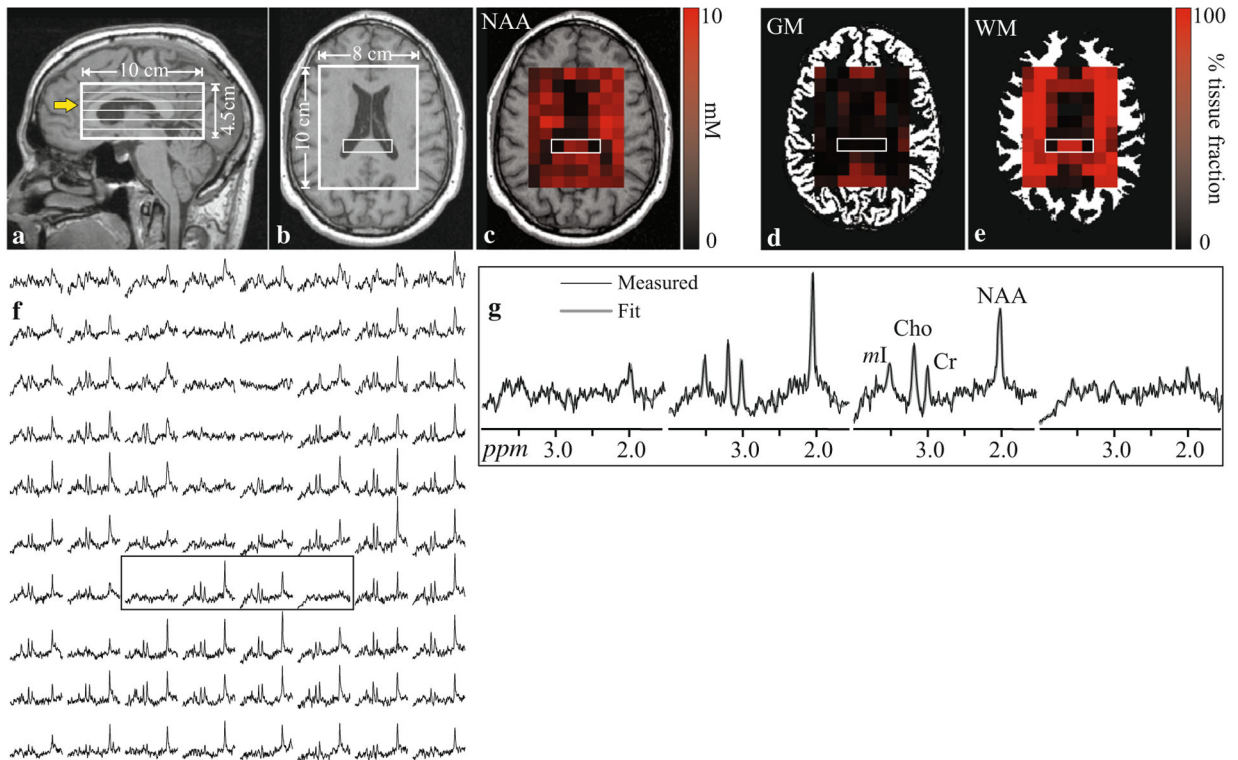 10 cm
4.5cm
a
8 cm
10 cm
b
NAA
c
10
mM
0
GM
d
WM
e
100
% tissue fraction
0
f
g
Measured
Fit
mI
Cho
Cr
NAA
ppm
3.0
2.0
3.0
2.0
3.0
2.0
3.0
2.0